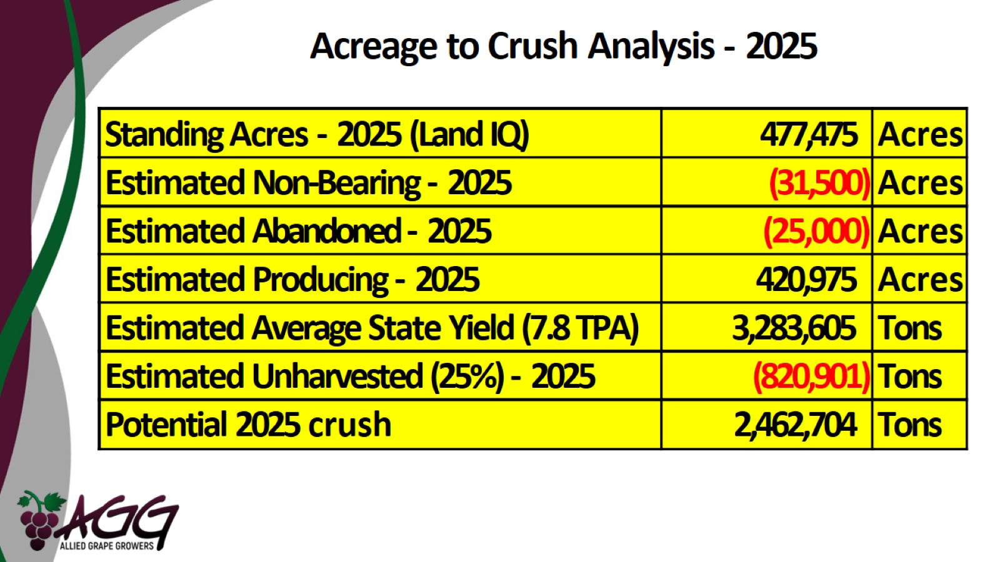 Acreage to Crush Analysis - 2025
Standing Acres - 2025 (Land IQ) 477,475 Acres
Estimated Non-Bearing - 2025 (31,500) Acres
Estimated Abandoned - 2025 (25,000) Acres
Estimated Producing - 2025 420,975 Acres
Estimated Average State Yield (7.8 TPA) 3,283,605 Tons
Estimated Unharvested (25%) - 2025 (820,901) Tons
Potential 2025 crush 2,462,704 Tons
AGG
ALLIED GRAPE GROWERS